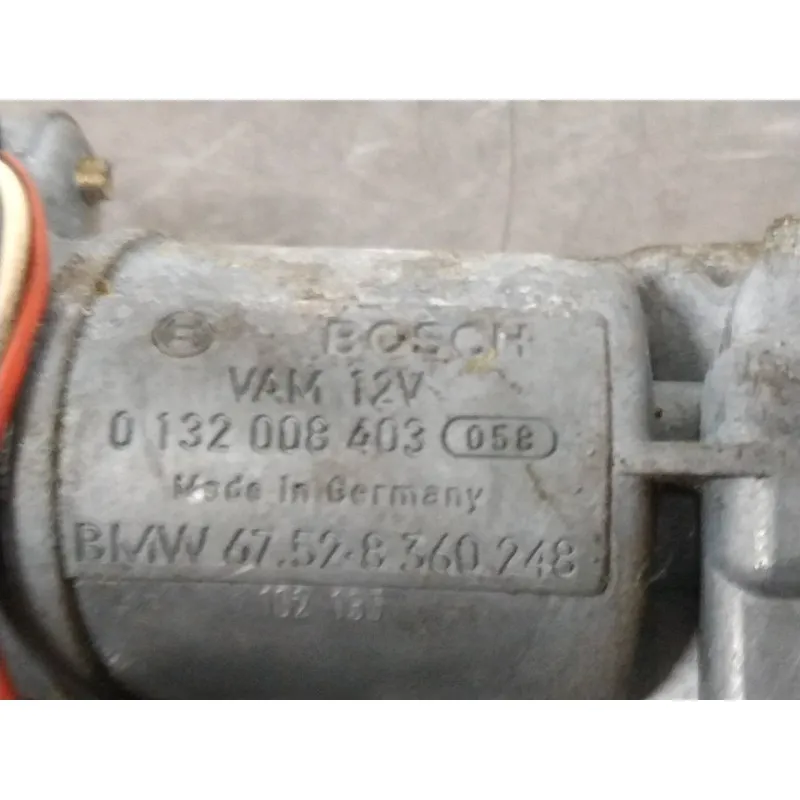 BOSCH
VAM 12V
0 132 008 403 058
Made in Germany
BMW 67.52-8 360.248